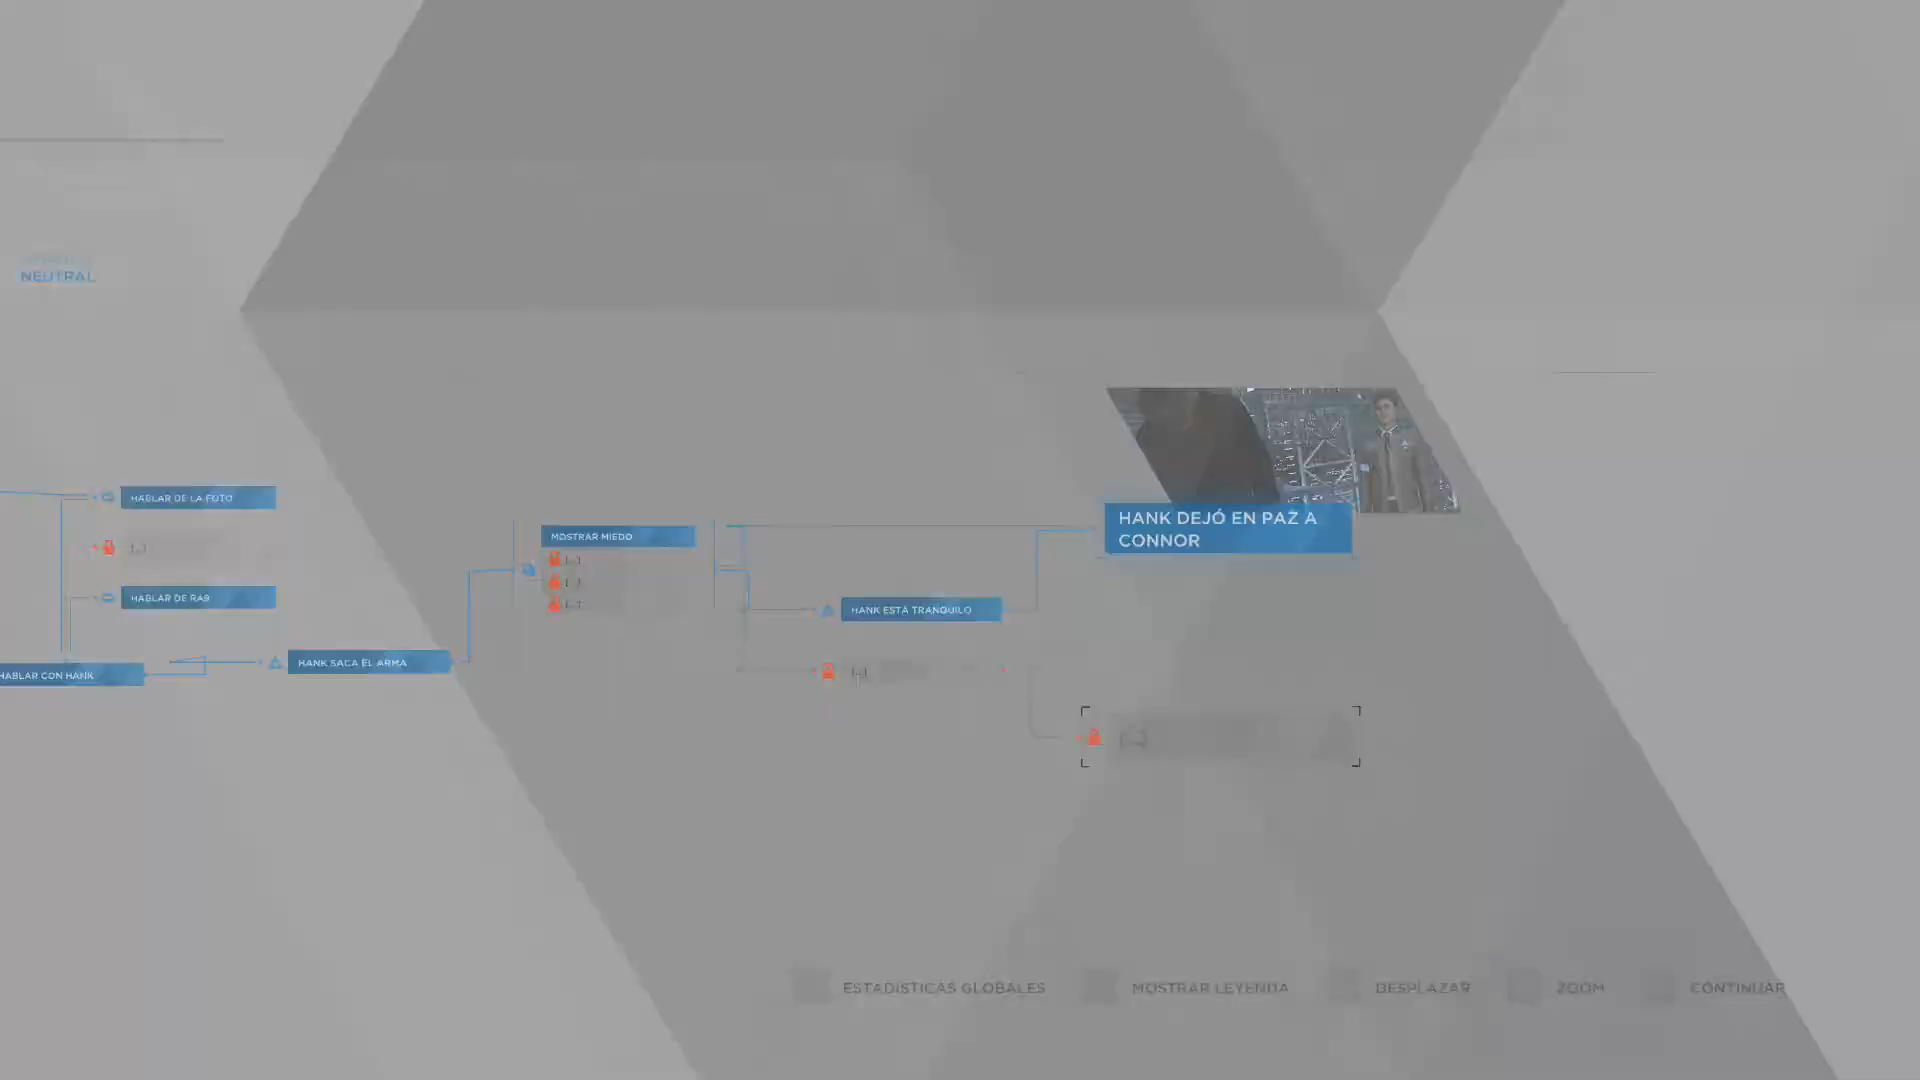 NEUTRAL
HABLAR DE LA FOTO
[...]
HABLAR DE RA9
HABLAR CON HANK
HANK SACA EL ARMA
MOSTRAR MIEDO
[...]
[...]
[...]
HANK DEJÓ EN PAZ A
CONNOR
HANK ESTÁ TRANQUILO
[...]
[...]
ESTADÍSTICAS GLOBALES
MOSTRAR LEYENDA
DESPLAZAR
ZOOM
CONTINUAR